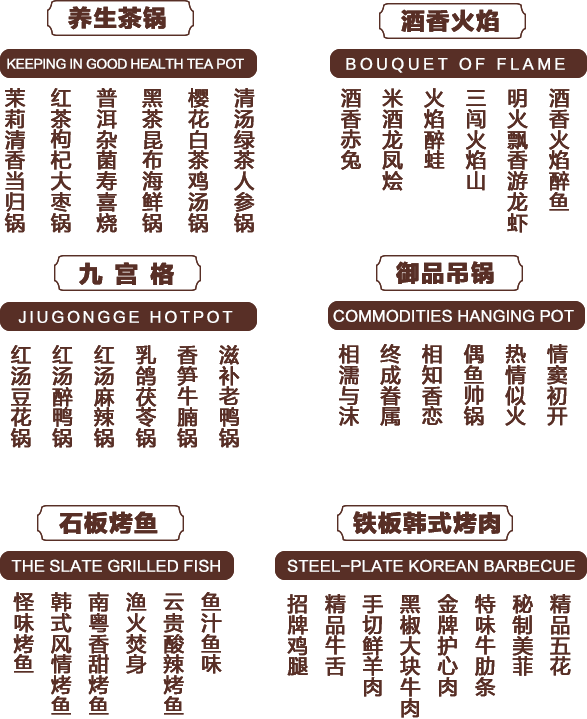 养生茶锅
KEEPING IN GOOD HEALTH TEA POT
清汤绿茶人参锅
樱花白茶鸡汤锅
黑茶昆布海鲜锅
普洱杂菌寿喜烧
红茶枸杞大枣锅
茉莉清香当归锅
酒香火焰
BOUQUET OF FLAME
酒香火焰醉鱼
明火飘香游龙虾
三闯火焰山
火焰醉蛙
米酒龙凤烩
酒香赤兔
九宫格
JIUGONGGE HOTPOT
滋补老鸭锅
香笋牛腩锅
乳鸽茯苓锅
红汤麻辣锅
红汤醉鸭锅
红汤豆花锅
御品吊锅
COMMODITIES HANGING POT
情窦初开
热情似火
偶鱼帅锅
相知香恋
终成眷属
相濡与沫
石板烤鱼
THE SLATE GRILLED FISH
鱼汁鱼味
云贵酸辣烤鱼
渔火焚身
南粤香甜烤鱼
韩式风情烤鱼
怪味烤鱼
铁板韩式烤肉
STEEL-PLATE KOREAN BARBECUE
精品五花
秘制美菲
特味牛肋条
金牌护心肉
黑椒大块牛肉
手切鲜羊肉
精品牛舌
招牌鸡腿